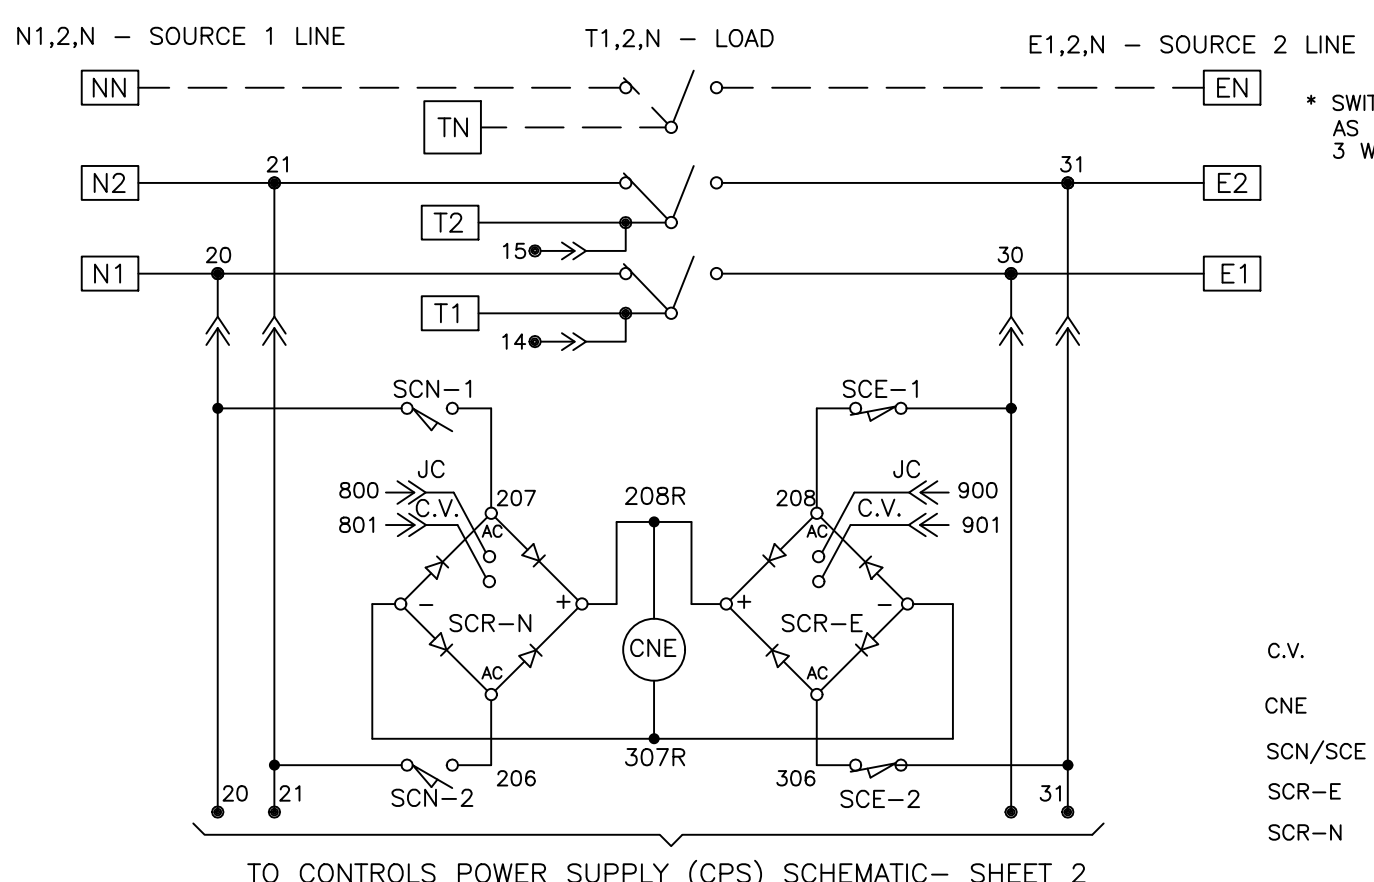 N1,2,N – SOURCE 1 LINE
T1,2,N – LOAD
E1,2,N – SOURCE 2 LINE
NN
EN
* SWIT
AS
3 W
TN
21
31
N2
E2
T2
15
20
30
N1
E1
T1
14
SCN-1
SCE-1
JC
JC
800
207
208R
208
900
C.V.
C.V.
801
901
AC
AC
–
+
+
–
SCR-N
SCR-E
CNE
C.V.
AC
AC
CNE
307R
SCN/SCE
206
306
20
21
SCN-2
SCE-2
31
SCR-E
SCR-N
TO CONTROLS POWER SUPPLY (CPS) SCHEMATIC– SHEET 2